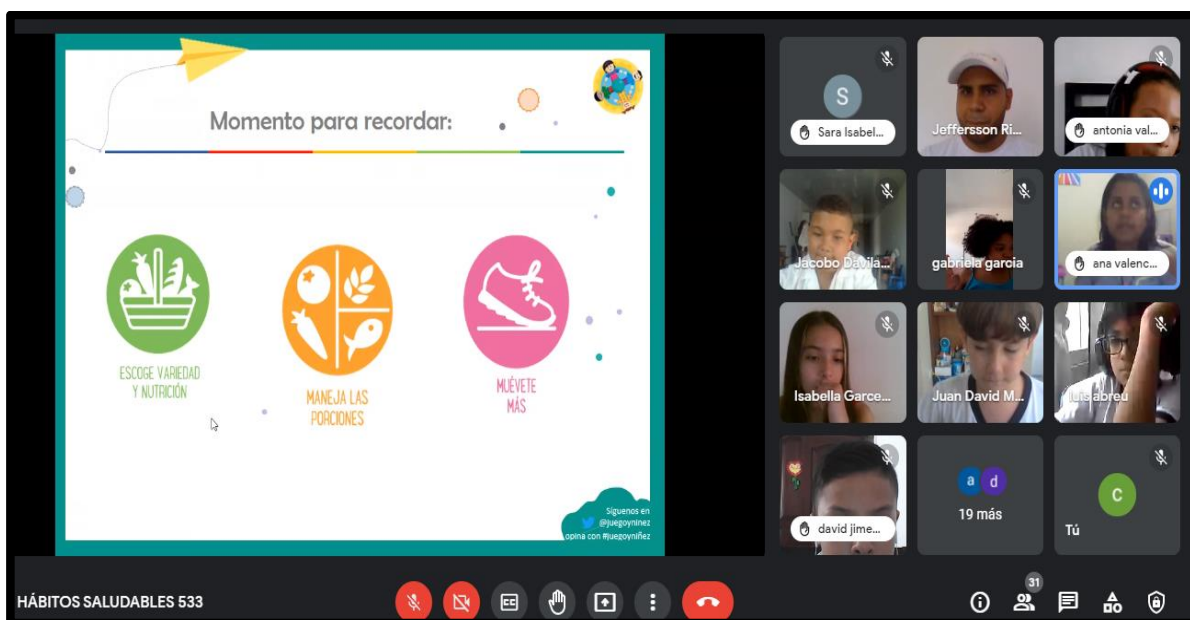 Momento para recordar:
ESCOGE VARIEDAD
Y NUTRICIÓN
MANEJA LAS
PORCIONES
MUÉVETE
MÁS
Síguenos en
@juegoyninez
opina con #juegoyniñez
S
Sara Isabel...
Jeffersson Ri...
antonia val...
Jacobo Dávila...
gabriela garcia
ana valenc...
Isabella Garce...
Juan David M...
luis abreu
david jime...
a d
19 más
C
Tú
HÁBITOS SALUDABLES 533
CC
31